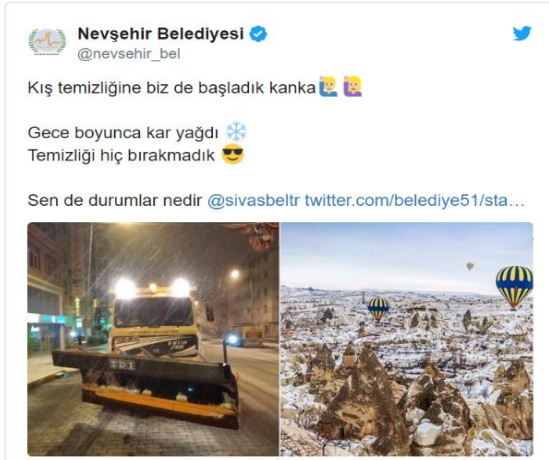 Nevşehir Belediyesi
@nevsehir_bel
Kış temizliğine biz de başladık kanka🙋🏼‍♂️🙋🏼‍♀️
Gece boyunca kar yağdı ❄️
Temizliği hiç bırakmadık 😎
Sen de durumlar nedir @sivasbeltr twitter.com/belediye51/sta…
TDI